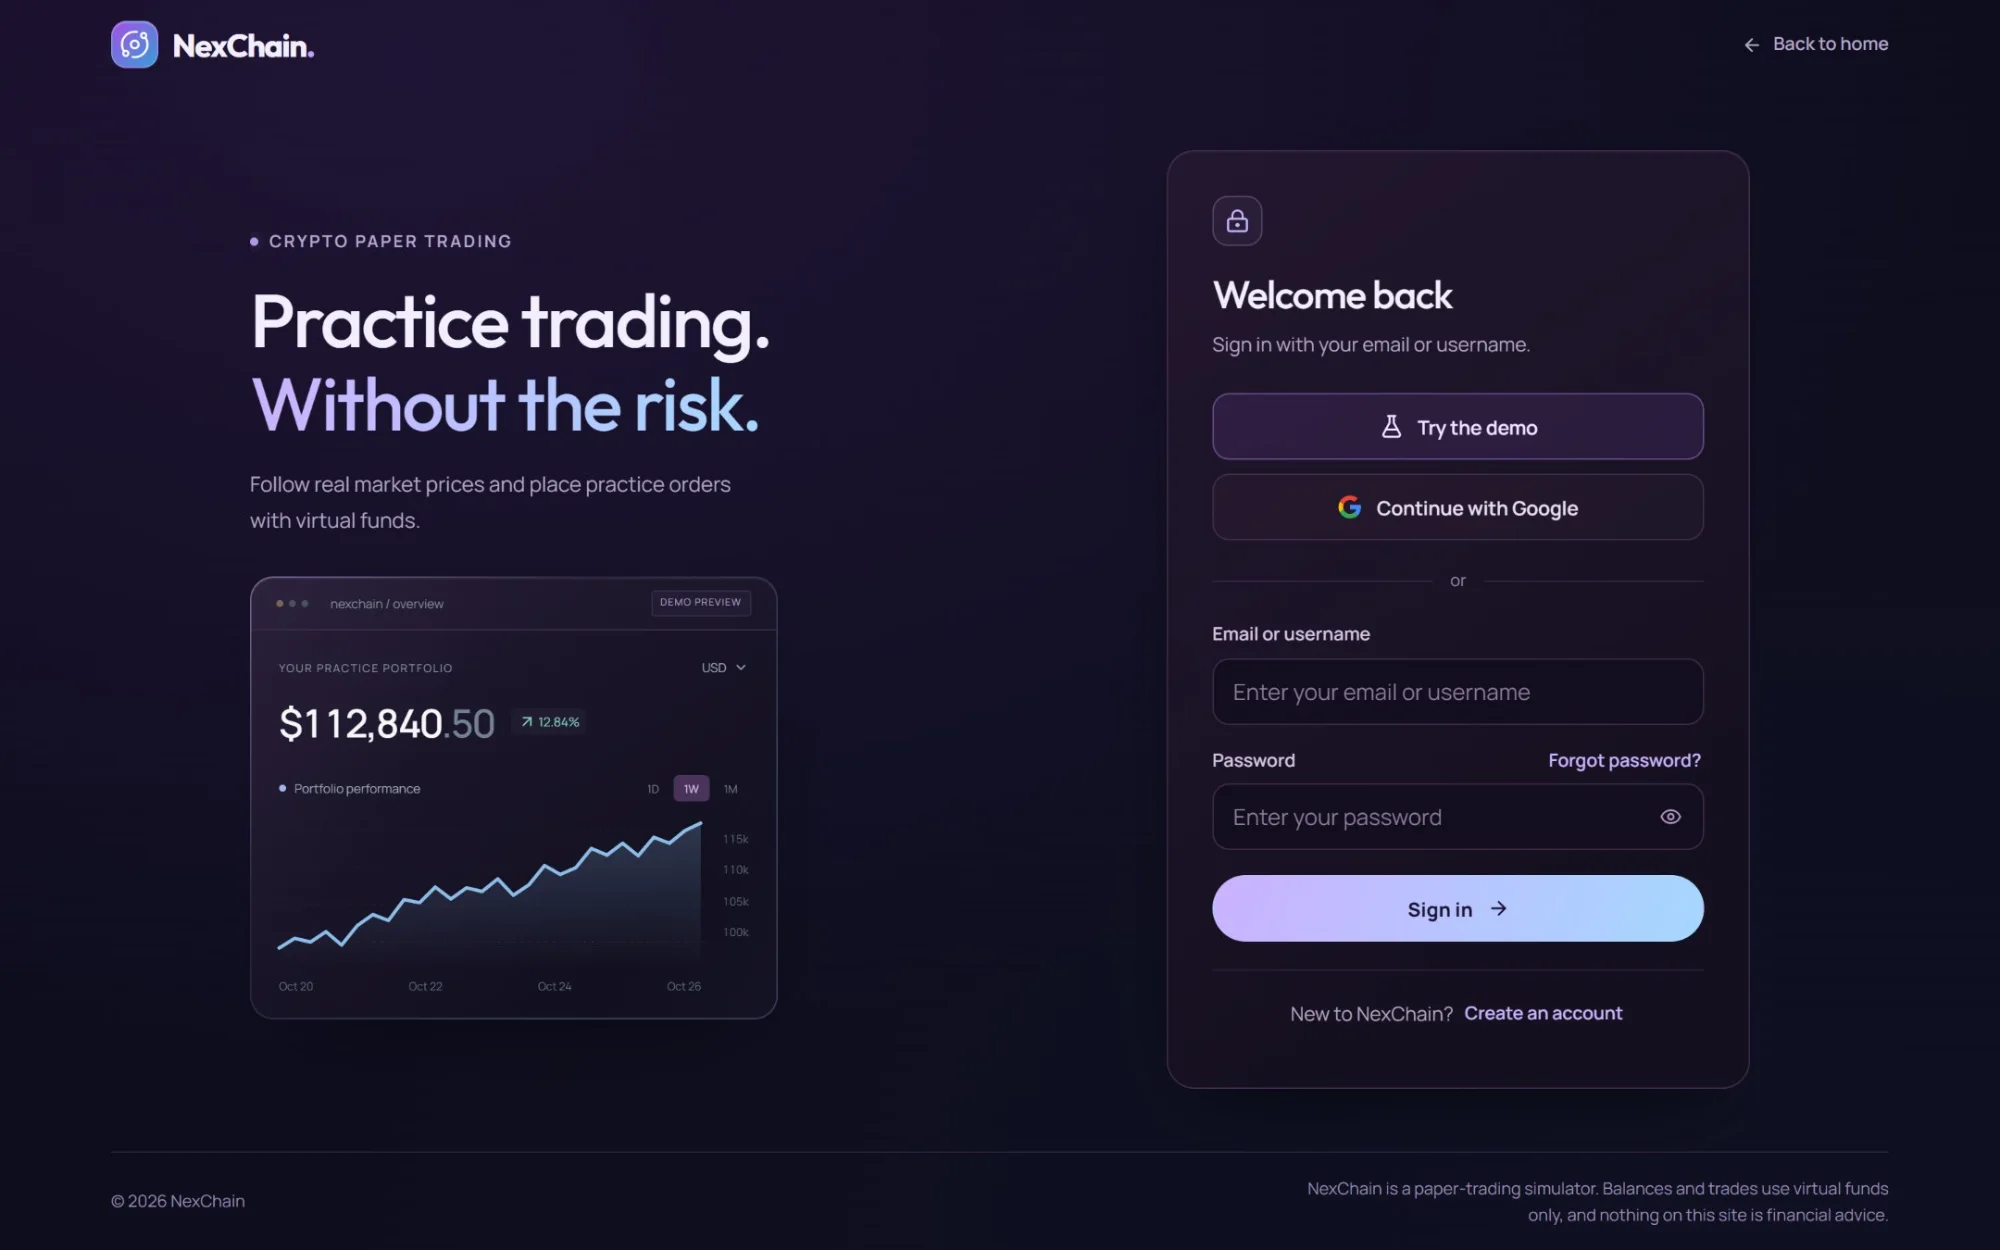 NexChain.
Back to home
CRYPTO PAPER TRADING
Practice trading.
Without the risk.
Follow real market prices and place practice orders
with virtual funds.
nexchain / overview
DEMO PREVIEW
YOUR PRACTICE PORTFOLIO
USD
$112,840.50
12.84%
Portfolio performance
1D
1W
1M
115k
110k
105k
100k
Oct 20
Oct 22
Oct 24
Oct 26
Welcome back
Sign in with your email or username.
Try the demo
Continue with Google
or
Email or username
Enter your email or username
Password
Forgot password?
Enter your password
Sign in
New to NexChain? Create an account
© 2026 NexChain
NexChain is a paper-trading simulator. Balances and trades use virtual funds
only, and nothing on this site is financial advice.